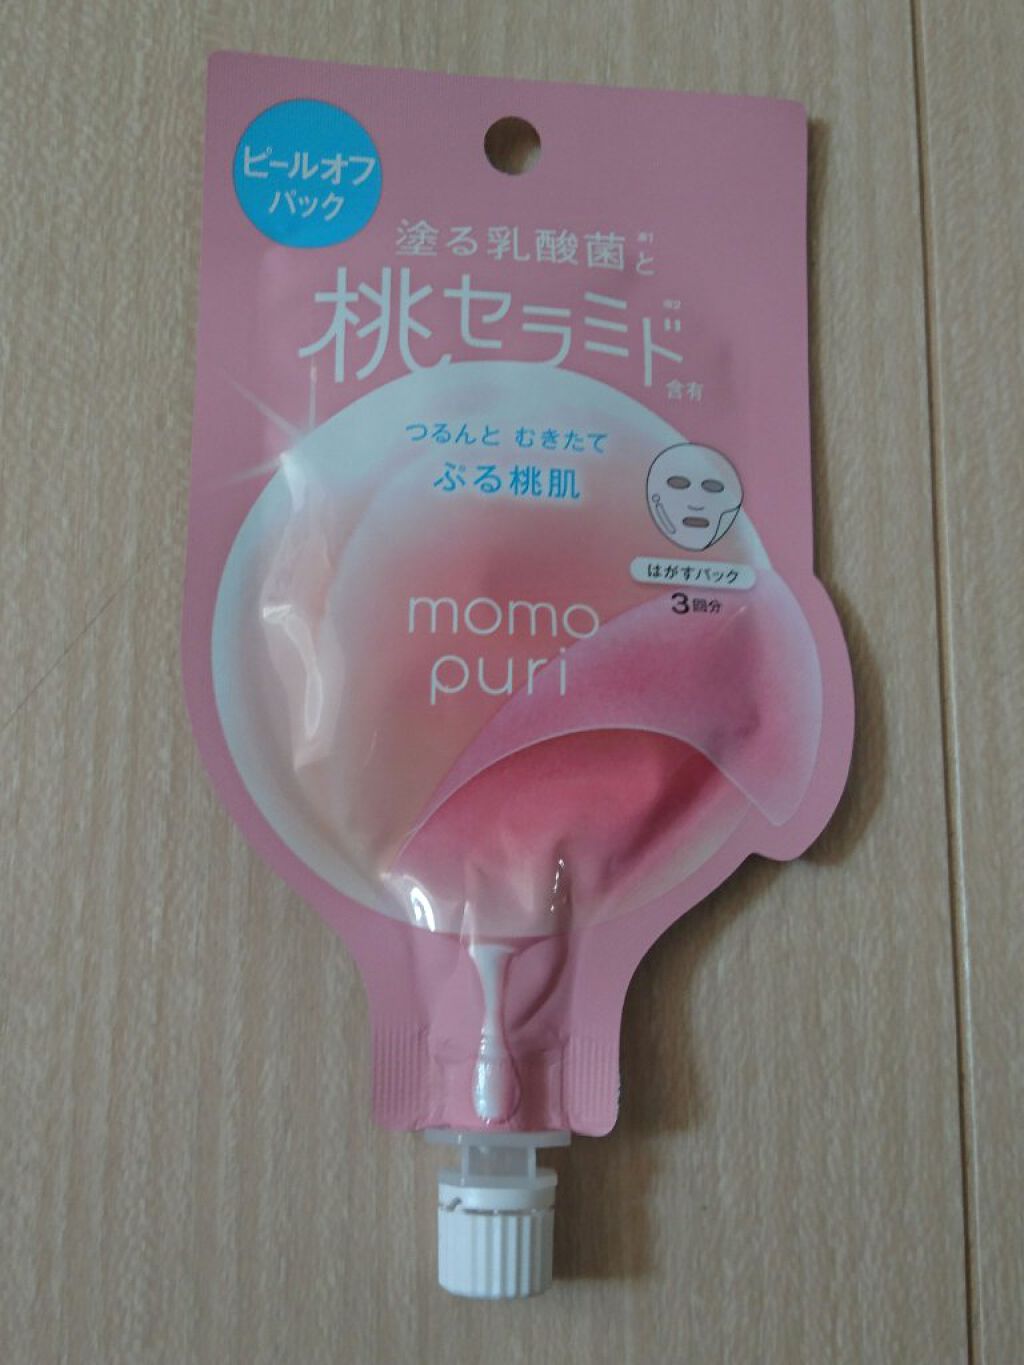 ピールオフ
パック
塗る乳酸菌※1と
桃セラミド※2
含有
つるんと むきたて
ぷる桃肌
はがすパック
3回分
momo
puri